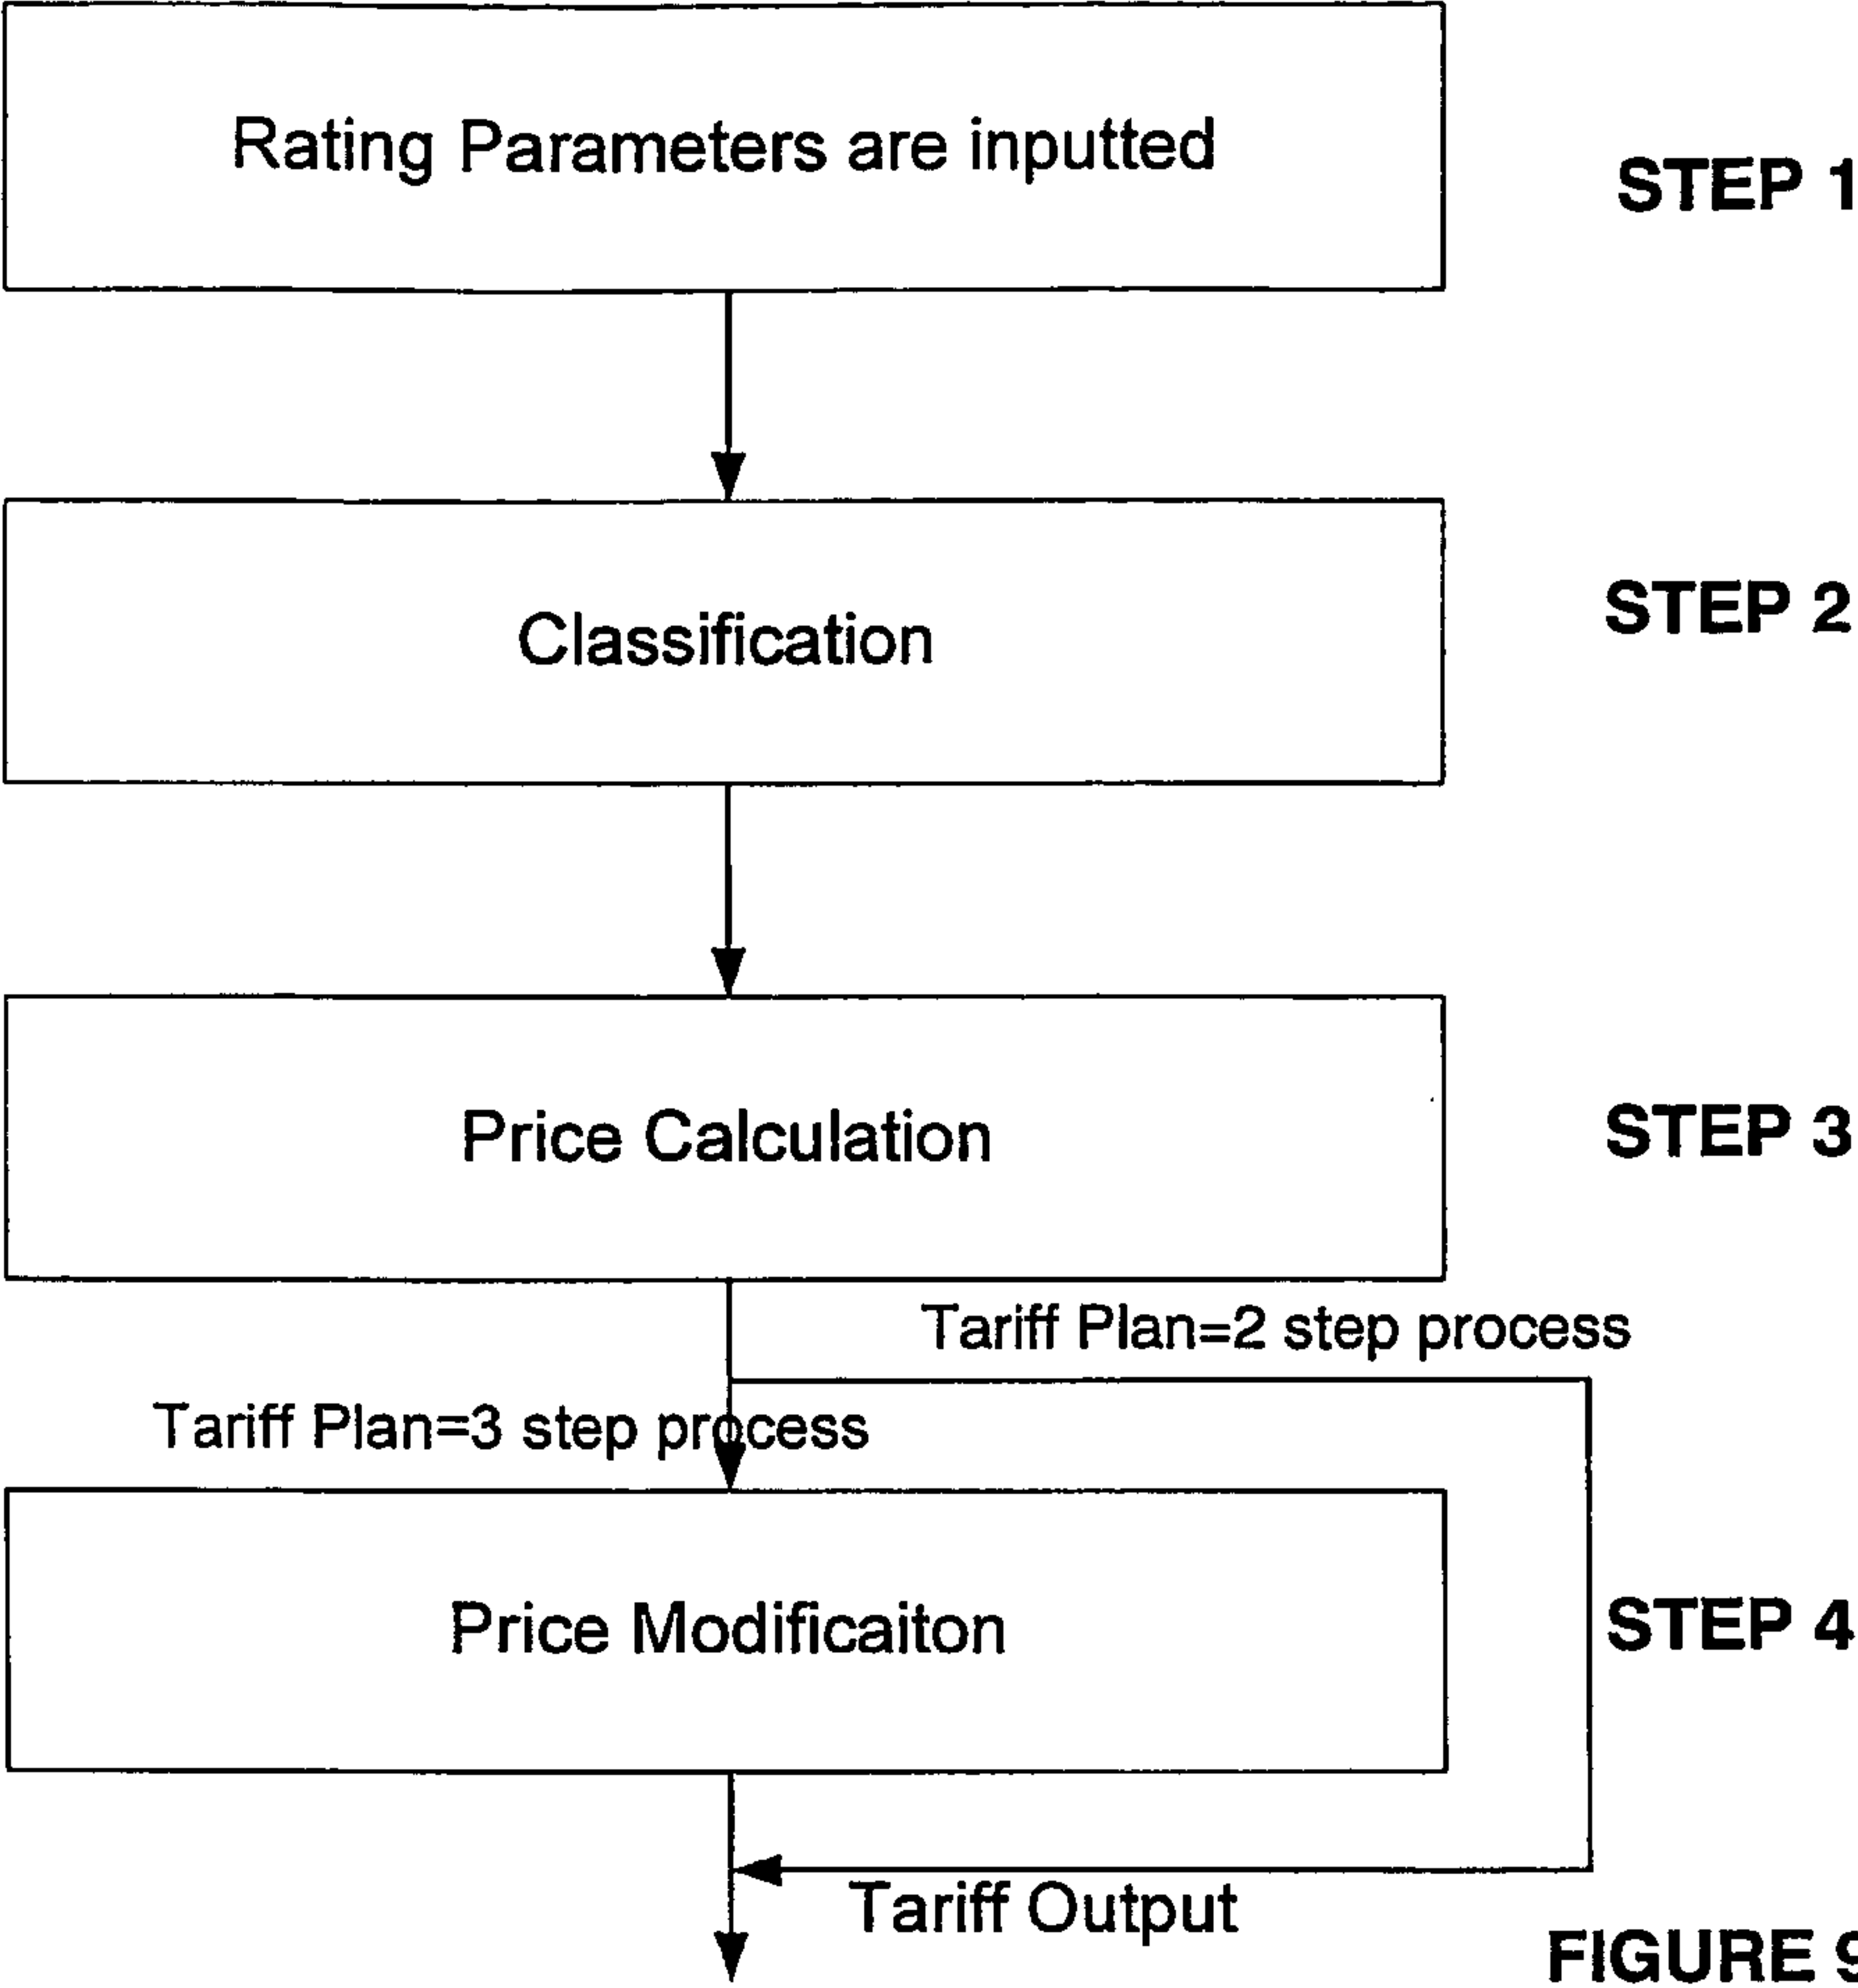 Rating Parameters are inputted
STEP 1
Classification
STEP 2
Price Calculation
STEP 3
Tariff Plan=2 step process
Tariff Plan=3 step process
Price Modificaiton
STEP 4
Tariff Output
FIGURE 9